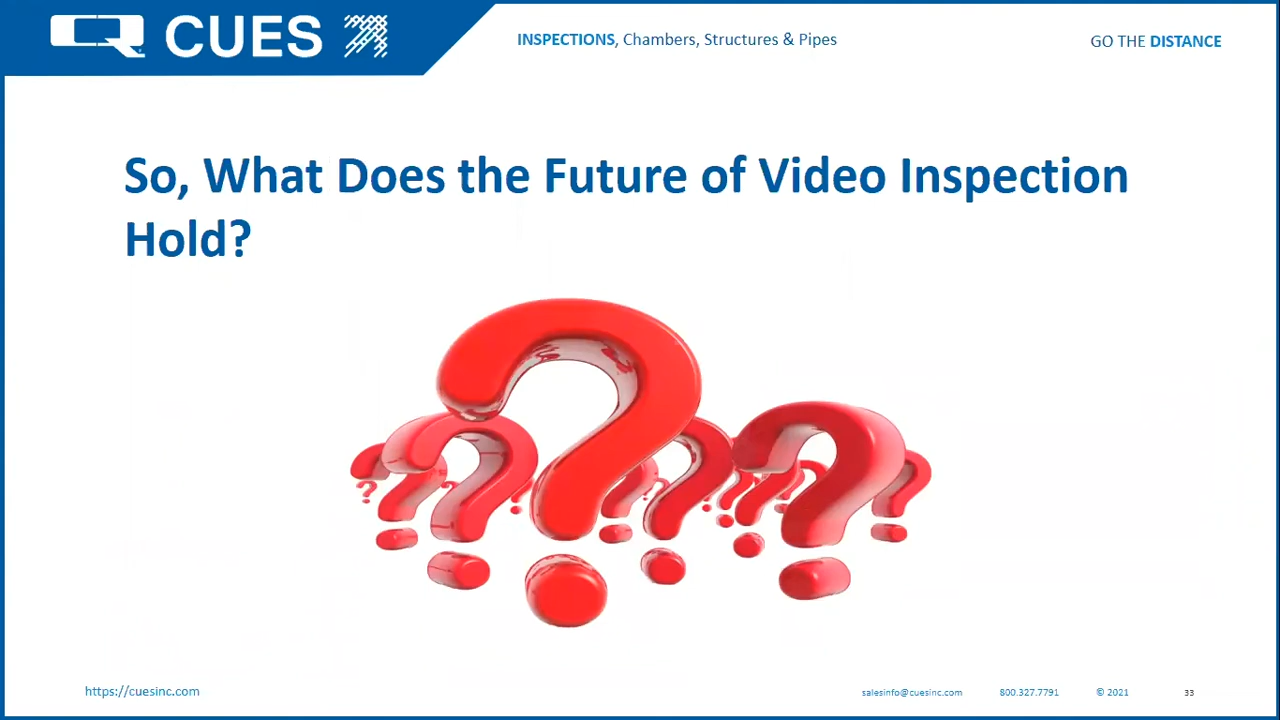 CUES
INSPECTIONS, Chambers, Structures & Pipes
GO THE DISTANCE
So, What Does the Future of Video Inspection
Hold?
https://cuesinc.com
salesinfo@cuesinc.com
800.327.7791
© 2021
33